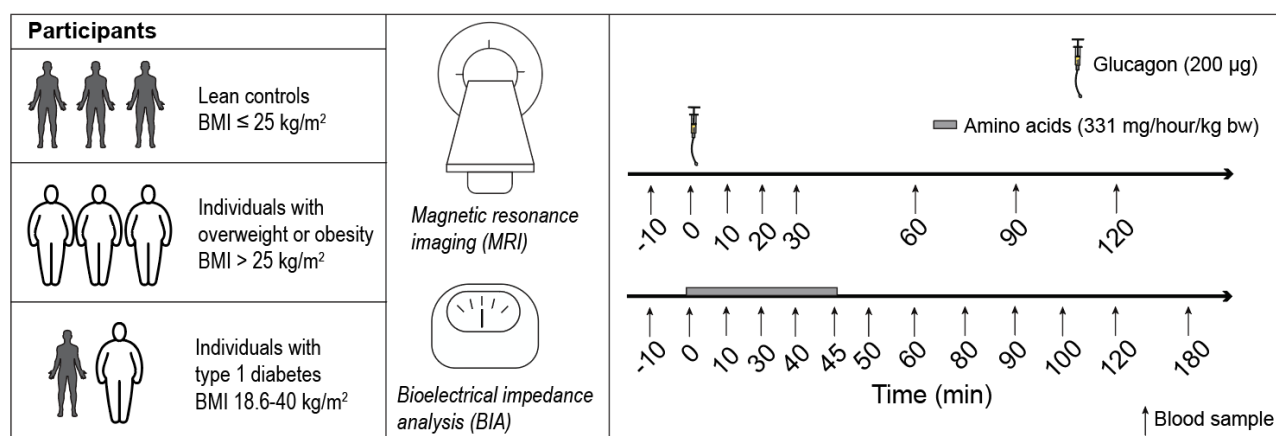 Participants
Lean controls
BMI ≤ 25 kg/m²
Individuals with
overweight or obesity
BMI > 25 kg/m²
Individuals with
type 1 diabetes
BMI 18.6-40 kg/m²
Magnetic resonance
imaging (MRI)
Bioelectrical impedance
analysis (BIA)
Glucagon (200 µg)
Amino acids (331 mg/hour/kg bw)
-10 0 10 20 30 60 90 120
-10 0 10 30 40 45 50 60 80 90 100 120 180
Time (min)
Blood sample